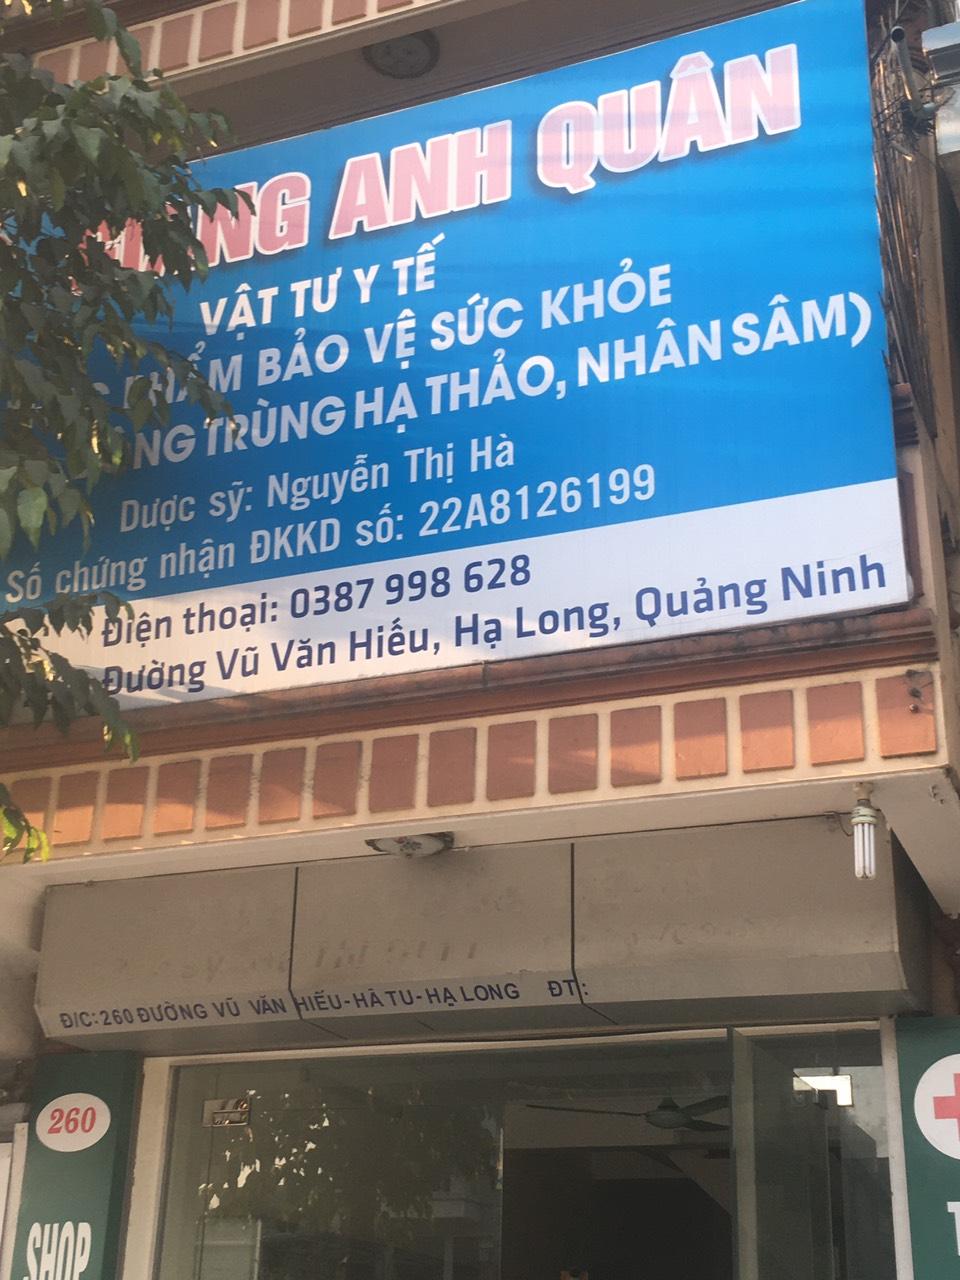 ANH QUÂN
VẬT TƯ Y TẾ
PHẨM BẢO VỆ SỨC KHỎE
TRÙNG HẠ THẢO, NHÂN SÂM)
Dược sỹ: Nguyễn Thị Hà
Số chứng nhận ĐKKD số: 22A8126199
Điện thoại: 0387 998 628
Đường Vũ Văn Hiếu, Hạ Long, Quảng Ninh
Đ/C: 260 ĐƯỜNG VŨ VĂN HIẾU-HÀ TU-HẠ LONG ĐT:
260
SHOP